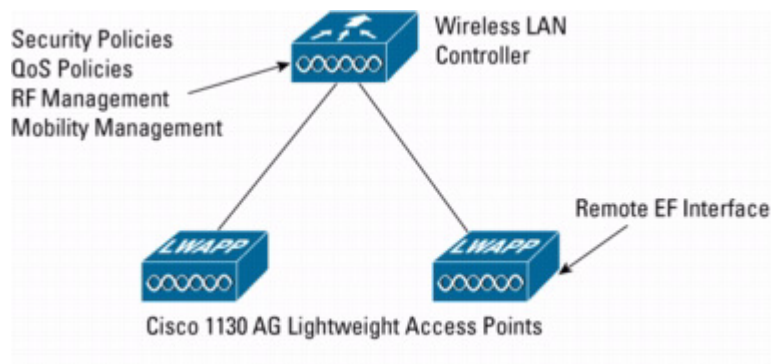 Security Policies
QoS Policies
RF Management
Mobility Management
Wireless LAN
Controller
LWAPP
LWAPP
Remote EF Interface
Cisco 1130 AG Lightweight Access Points